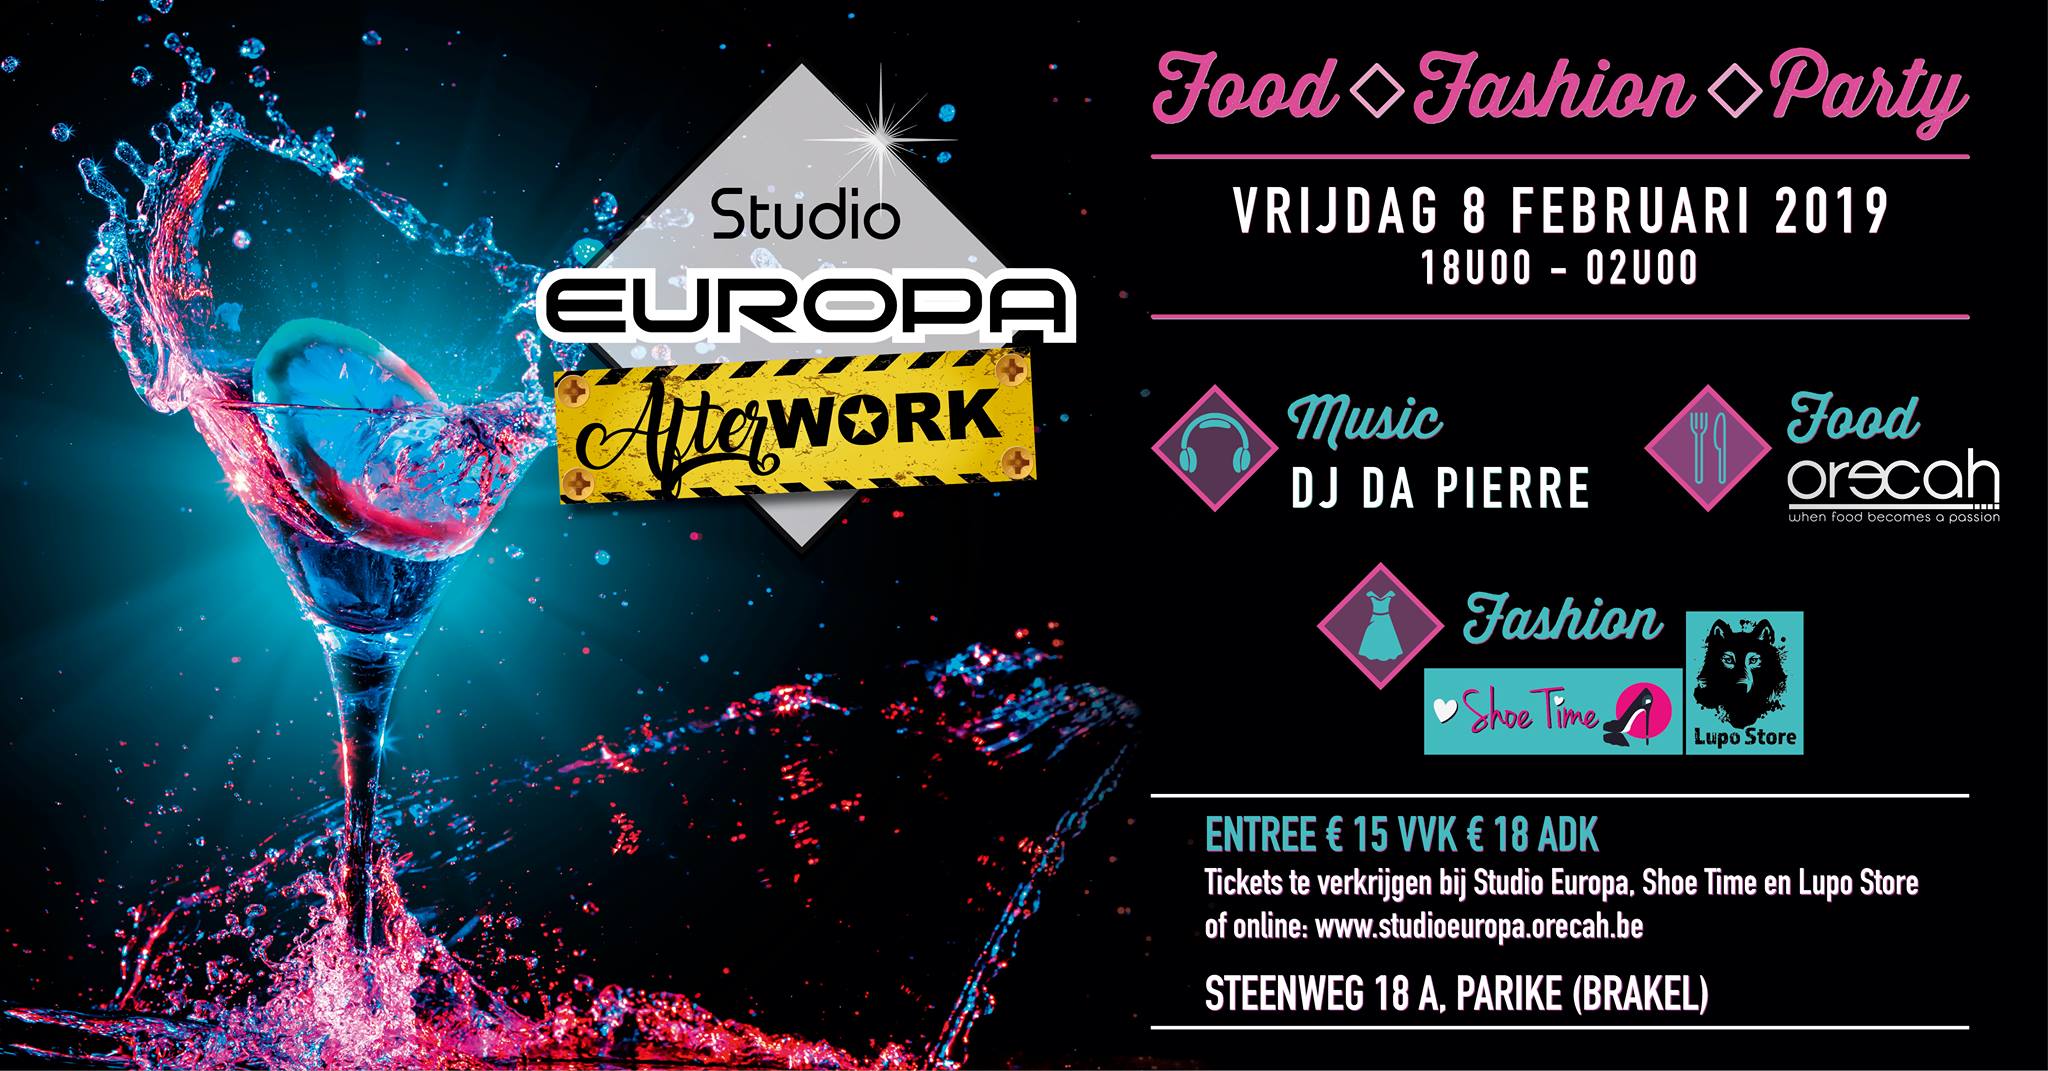 Studio
EUROPA
AfterWORK
Food ◇ Fashion ◇ Party
VRIJDAG 8 FEBRUARI 2019
18U00 - 02U00
Music
DJ DA PIERRE
Food
orecah
when food becomes a passion
Fashion
Shoe Time
Lupo Store
ENTREE € 15 VVK € 18 ADK
Tickets te verkrijgen bij Studio Europa, Shoe Time en Lupo Store
of online: www.studioeuropa.orecah.be
STEENWEG 18 A, PARIKE (BRAKEL)